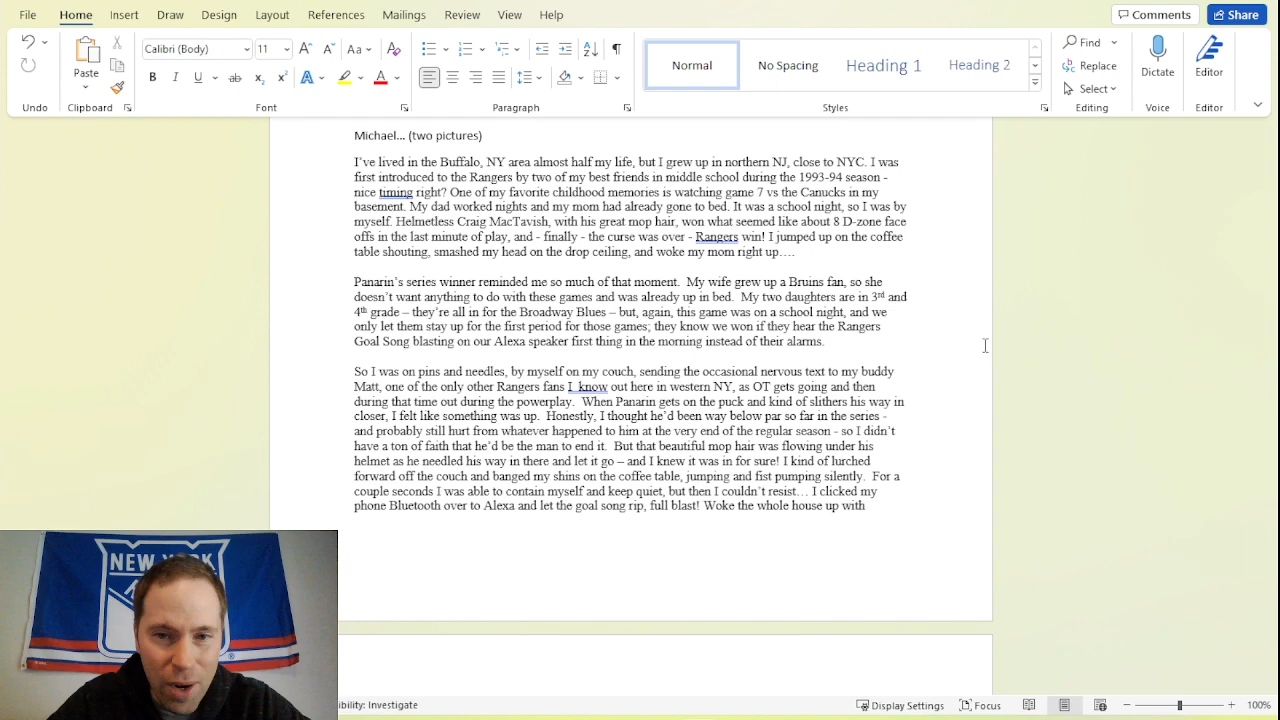 File Home Insert Draw Design Layout References Mailings Review View Help Comments Share
Calibri (Body) 11 Aa Normal No Spacing Heading 1 Heading 2 Find
Paste Replace Dictate Editor
B I U ab x₂ x² A A Select
Undo Clipboard Font Paragraph Styles Editing Voice Editor
Michael... (two pictures)
I've lived in the Buffalo, NY area almost half my life, but I grew up in northern NJ, close to NYC. I was
first introduced to the Rangers by two of my best friends in middle school during the 1993-94 season -
nice timing right? One of my favorite childhood memories is watching game 7 vs the Canucks in my
basement. My dad worked nights and my mom had already gone to bed. It was a school night, so I was by
myself. Helmetless Craig MacTavish, with his great mop hair, won what seemed like about 8 D-zone face
offs in the last minute of play, and - finally - the curse was over - Rangers win! I jumped up on the coffee
table shouting, smashed my head on the drop ceiling, and woke my mom right up….
Panarin's series winner reminded me so much of that moment.  My wife grew up a Bruins fan, so she
doesn't want anything to do with these games and was already up in bed.  My two daughters are in 3rd and
4th grade – they're all in for the Broadway Blues – but, again, this game was on a school night, and we
only let them stay up for the first period for those games; they know we won if they hear the Rangers
Goal Song blasting on our Alexa speaker first thing in the morning instead of their alarms.
So I was on pins and needles, by myself on my couch, sending the occasional nervous text to my buddy
Matt, one of the only other Rangers fans I  know out here in western NY, as OT gets going and then
during that time out during the powerplay.  When Panarin gets on the puck and kind of slithers his way in
closer, I felt like something was up.  Honestly, I thought he'd been way below par so far in the series -
and probably still hurt from whatever happened to him at the very end of the regular season - so I didn't
have a ton of faith that he'd be the man to end it.  But that beautiful mop hair was flowing under his
helmet as he needled his way in there and let it go – and I knew it was in for sure! I kind of lurched
forward off the couch and banged my shins on the coffee table, jumping and fist pumping silently.  For a
couple seconds I was able to contain myself and keep quiet, but then I couldn't resist… I clicked my
phone Bluetooth over to Alexa and let the goal song rip, full blast! Woke the whole house up with
NEW YORK
ibility: Investigate Display Settings Focus 100%